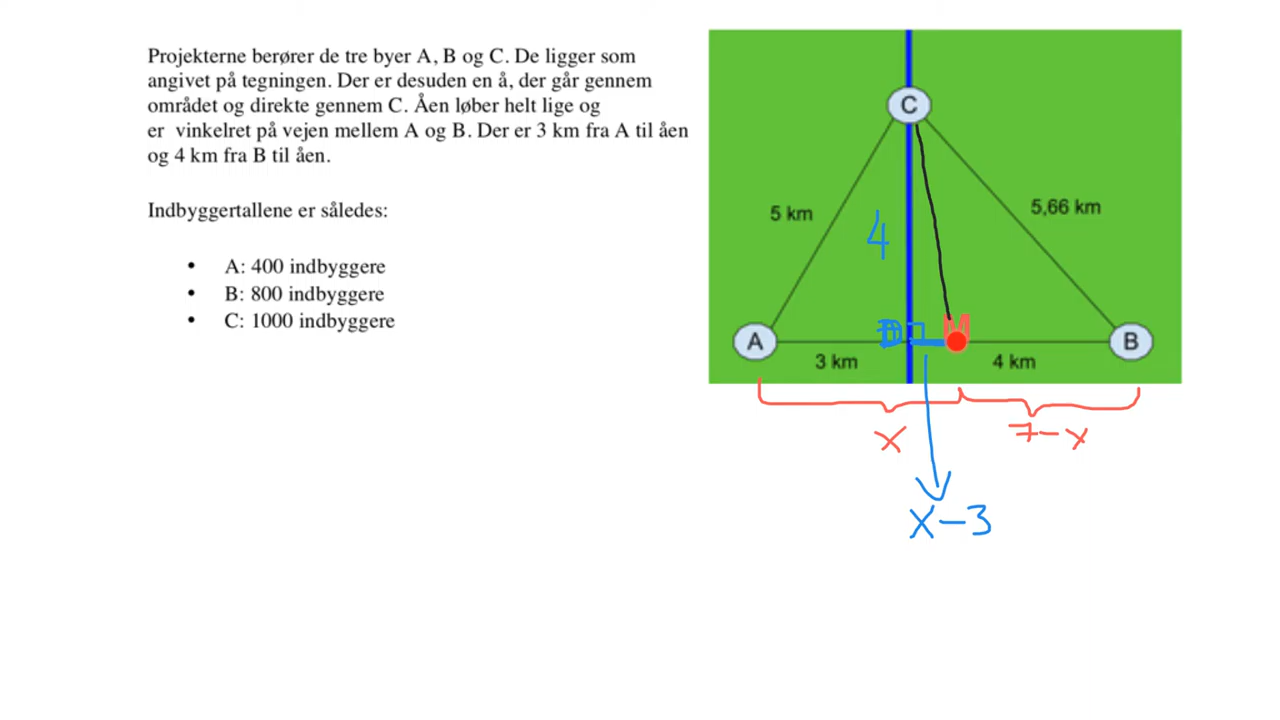 Projekterne berører de tre byer A, B og C. De ligger som
angivet på tegningen. Der er desuden en å, der går gennem
området og direkte gennem C. Åen løber helt lige og
er vinkelret på vejen mellem A og B. Der er 3 km fra A til åen
og 4 km fra B til åen.
Indbyggertallene er således:
• A: 400 indbyggere
• B: 800 indbyggere
• C: 1000 indbyggere
C
5 km
5,66 km
4
D
M
A
B
3 km
4 km
x
7-x
x-3